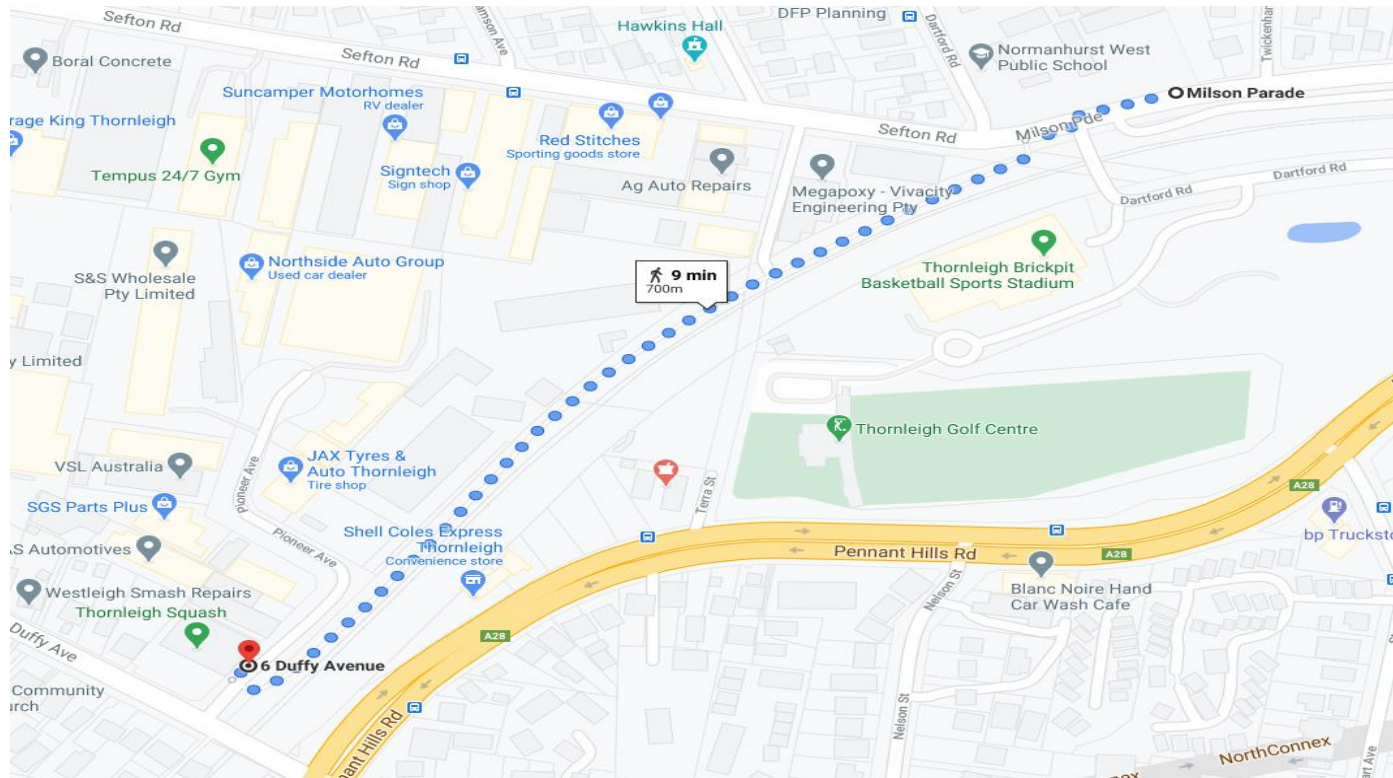 Sefton Rd
DFP Planning
Hawkins Hall
Dartford Rd
Normanhurst West
Public School
Boral Concrete
Sefton Rd
Suncamper Motorhomes
RV dealer
Milson Parade
Red Stitches
Sporting goods store
Sefton Rd
Milson Pde
Tempus 24/7 Gym
Signtech
Sign shop
Ag Auto Repairs
Megapoxy - Vivacity
Engineering Pty
Dartford Rd
Dartford Rd
Northside Auto Group
Used car dealer
S&S Wholesale
Pty Limited
9 min
700m
Thornleigh Brickpit
Basketball Sports Stadium
y Limited
Thornleigh Golf Centre
JAX Tyres &
Auto Thornleigh
Tire shop
VSL Australia
Pioneer Ave
Terra St
A28
SGS Parts Plus
bp Trucksto
Pioneer Ave
Shell Coles Express
Thornleigh
Convenience store
Pennant Hills Rd
A28
S Automotives
Nelson St
Blanc Noire Hand
Car Wash Cafe
Westleigh Smash Repairs
Thornleigh Squash
Duffy Ave
A28
6 Duffy Avenue
Community
urch
Nelson St
nant Hills Rd
NorthConnex
rage King Thornleigh